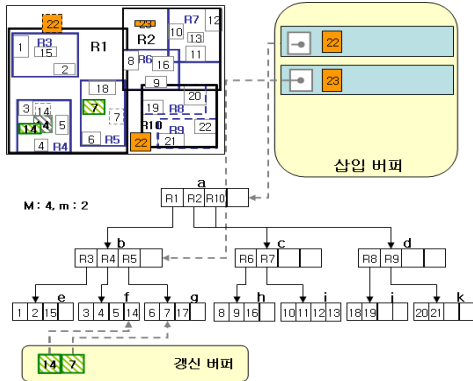 22
1 R3 15 2 R1
R2 23 R7 12 10 13 11
R6 8 16 9
18 7 7 6 R5
3 14 14 14 5 4 R4
20 19 R8 R10 R9 22 21
22
22
23
삽입 버퍼
M : 4, m : 2
a
R1 R2 R10
b c d
R3 R4 R5 R6 R7 R8 R9
e f g h i j k
1 2 15 3 4 5 14 6 7 17 8 9 16 10 11 12 13 18 19 20 21
14 7 갱신 버퍼